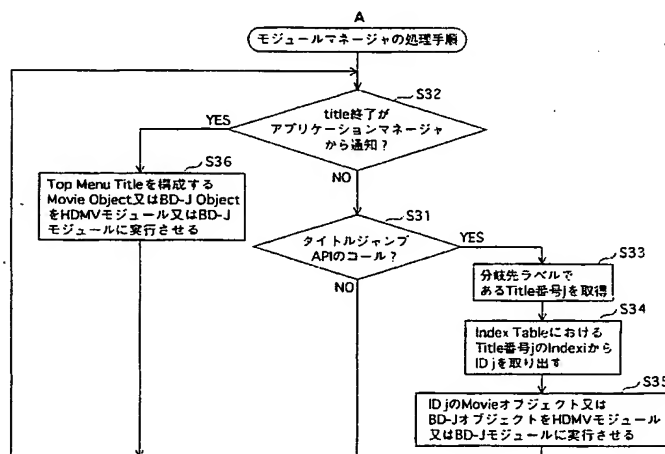 A
モジュールマネージャの処理手順
S32
title終了が
アプリケーションマネージャ
から通知？
YES
NO
S36
Top Menu Titleを構成する
Movie Object又はBD-J Object
をHDMVモジュール又はBD-J
モジュールに実行させる
S31
タイトルジャンプ
APIのコール？
YES
NO
S33
分岐先ラベルで
あるTitle番号jを取得
S34
Index Tableにおける
Title番号jのIndexiから
ID jを取り出す
S35
ID jのMovieオブジェクト又は
BD-JオブジェクトをHDMVモジュール
又はBD-Jモジュールに実行させる